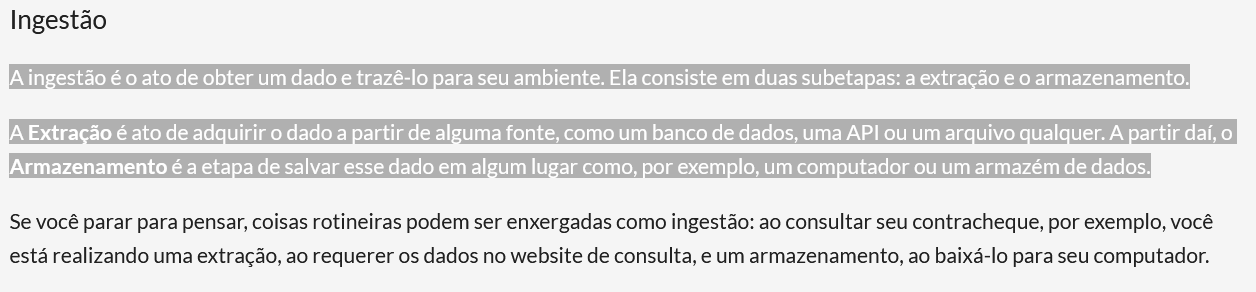 Ingestão
A ingestão é o ato de obter um dado e trazê-lo para seu ambiente. Ela consiste em duas subetapas: a extração e o armazenamento.
A Extração é ato de adquirir o dado a partir de alguma fonte, como um banco de dados, uma API ou um arquivo qualquer. A partir daí, o
Armazenamento é a etapa de salvar esse dado em algum lugar como, por exemplo, um computador ou um armazém de dados.
Se você parar para pensar, coisas rotineiras podem ser enxergadas como ingestão: ao consultar seu contracheque, por exemplo, você
está realizando uma extração, ao requerer os dados no website de consulta, e um armazenamento, ao baixá-lo para seu computador.